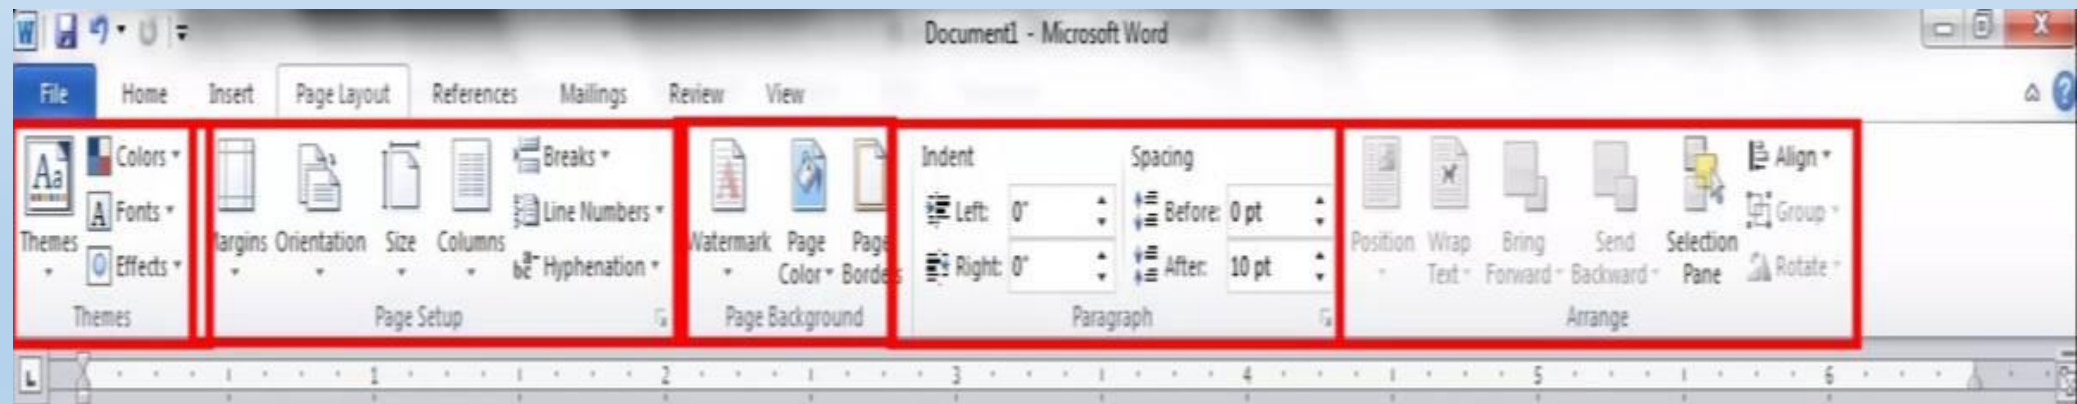 Document1 - Microsoft Word
File Home Insert Page Layout References Mailings Review View
Themes
Colors
Fonts
Effects
Themes
Margins Orientation Size Columns
Breaks
Line Numbers
Hyphenation
Page Setup
Watermark Page Color Page Borders
Page Background
Indent
Left: 0"
Right: 0"
Spacing
Before: 0 pt
After: 10 pt
Paragraph
Position Wrap Text Bring Forward Send Backward Selection Pane
Align
Group
Rotate
Arrange
1 2 3 4 5 6